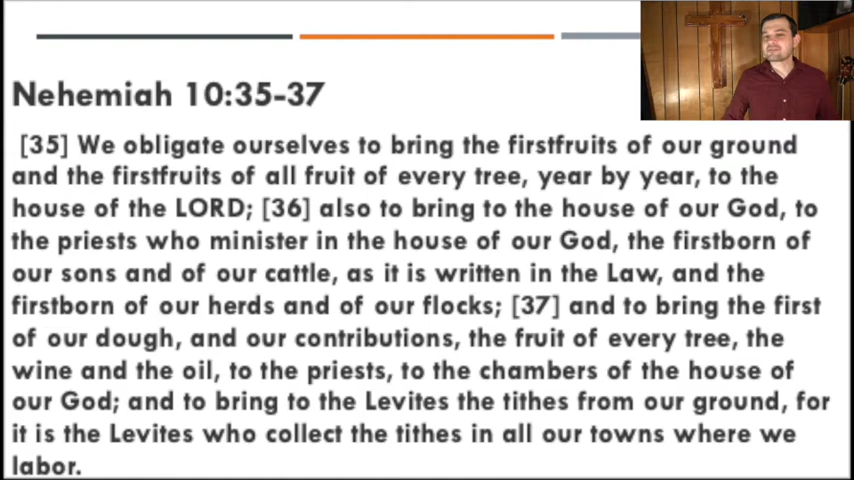 Nehemiah 10:35-37
[35] We obligate ourselves to bring the firstfruits of our ground
and the firstfruits of all fruit of every tree, year by year, to the
house of the LORD; [36] also to bring to the house of our God, to
the priests who minister in the house of our God, the firstborn of
our sons and of our cattle, as it is written in the Law, and the
firstborn of our herds and of our flocks; [37] and to bring the first
of our dough, and our contributions, the fruit of every tree, the
wine and the oil, to the priests, to the chambers of the house of
our God; and to bring to the Levites the tithes from our ground, for
it is the Levites who collect the tithes in all our towns where we
labor.